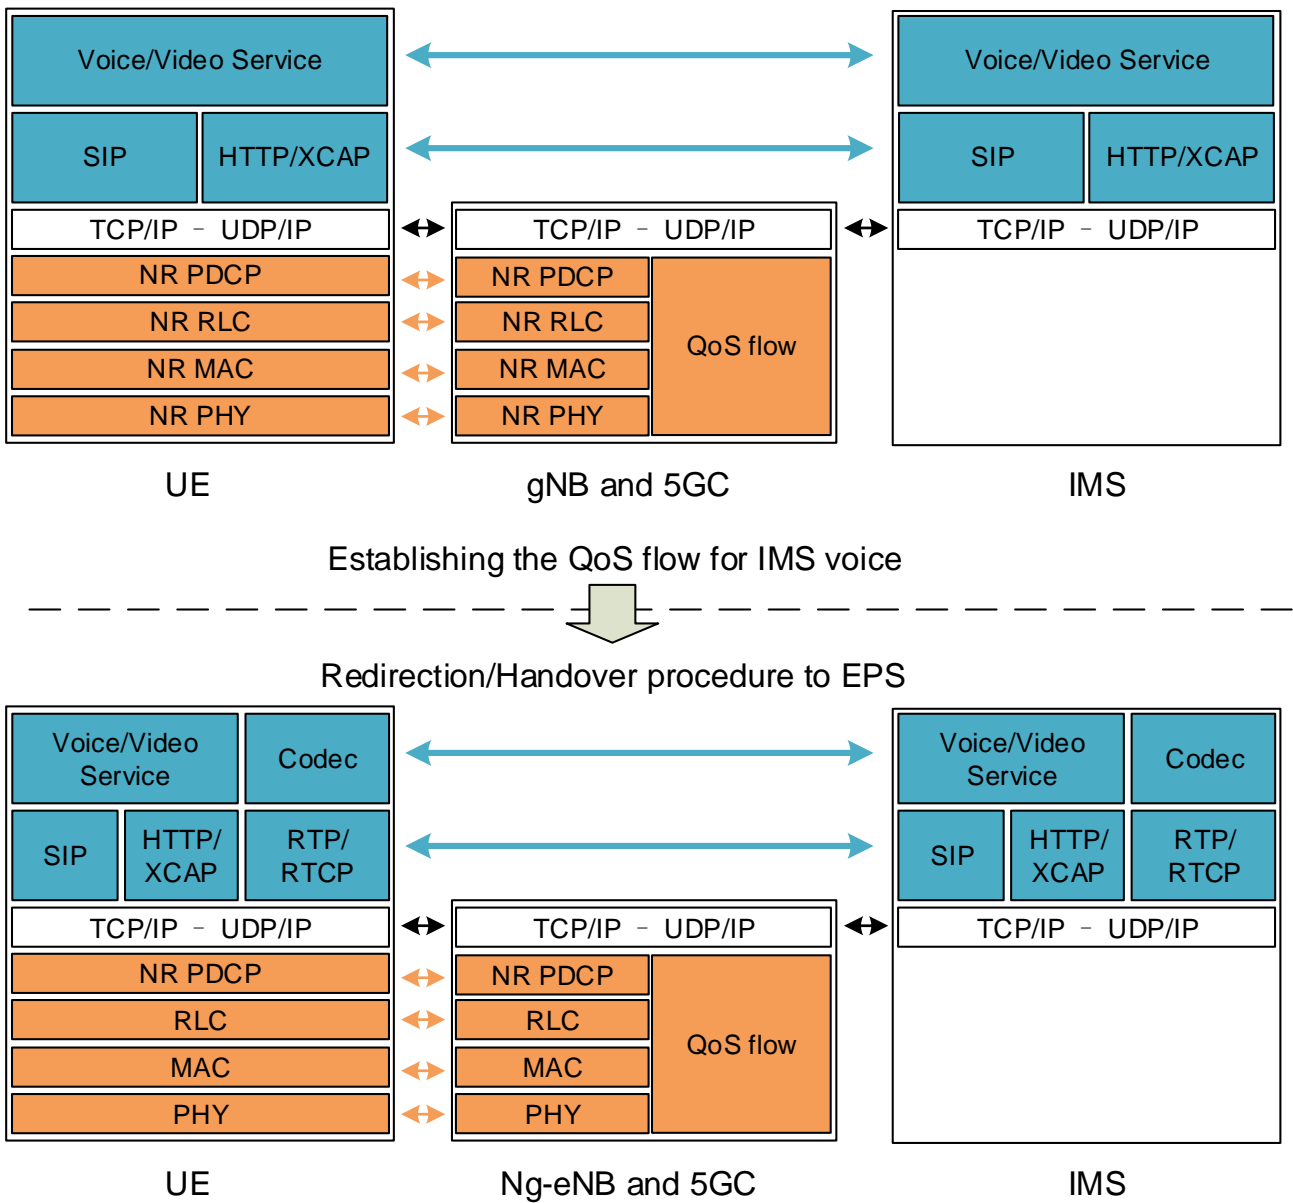 Voice/Video Service
Voice/Video Service
SIP
HTTP/XCAP
SIP
HTTP/XCAP
TCP/IP - UDP/IP
TCP/IP - UDP/IP
TCP/IP - UDP/IP
NR PDCP
NR PDCP
NR RLC
NR RLC
QoS flow
NR MAC
NR MAC
NR PHY
NR PHY
UE
gNB and 5GC
IMS
Establishing the QoS flow for IMS voice
Redirection/Handover procedure to EPS
Voice/Video
Service
Codec
Voice/Video
Service
Codec
SIP
HTTP/
XCAP
RTP/
RTCP
SIP
HTTP/
XCAP
RTP/
RTCP
TCP/IP - UDP/IP
TCP/IP - UDP/IP
TCP/IP - UDP/IP
NR PDCP
NR PDCP
RLC
RLC
QoS flow
MAC
MAC
PHY
PHY
UE
Ng-eNB and 5GC
IMS